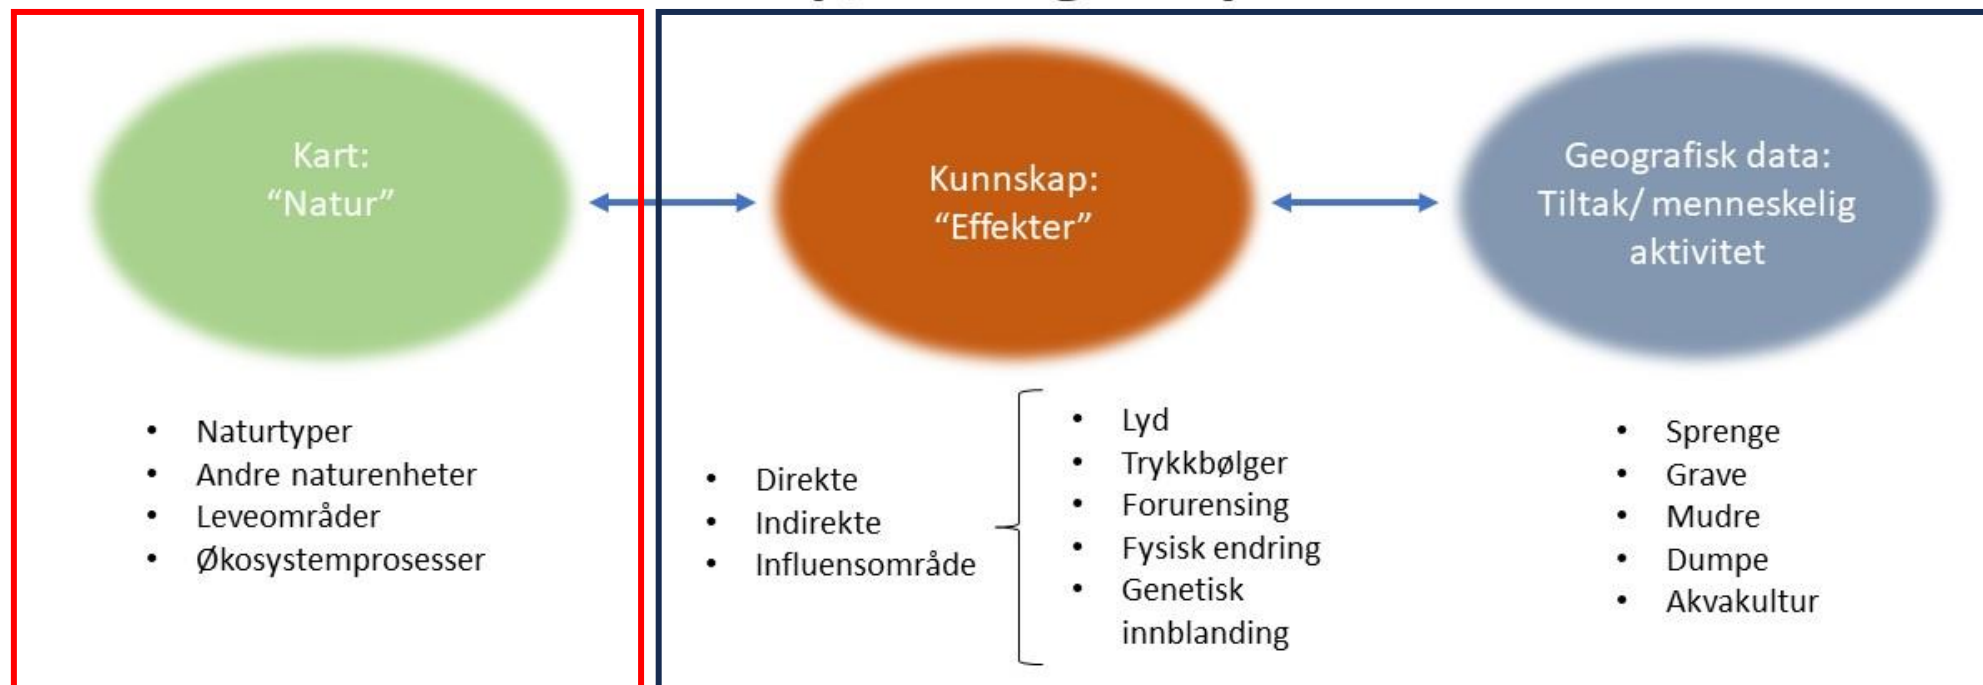 Kart:
“Natur”
• Naturtyper
• Andre naturenheter
• Leveområder
• Økosystemprosesser
Kunnskap:
“Effekter”
• Direkte
• Indirekte
• Influensområde
• Lyd
• Trykkbølger
• Forurensing
• Fysisk endring
• Genetisk
innblanding
Geografisk data:
Tiltak/ menneskelig
aktivitet
• Sprenge
• Grave
• Mudre
• Dumpe
• Akvakultur